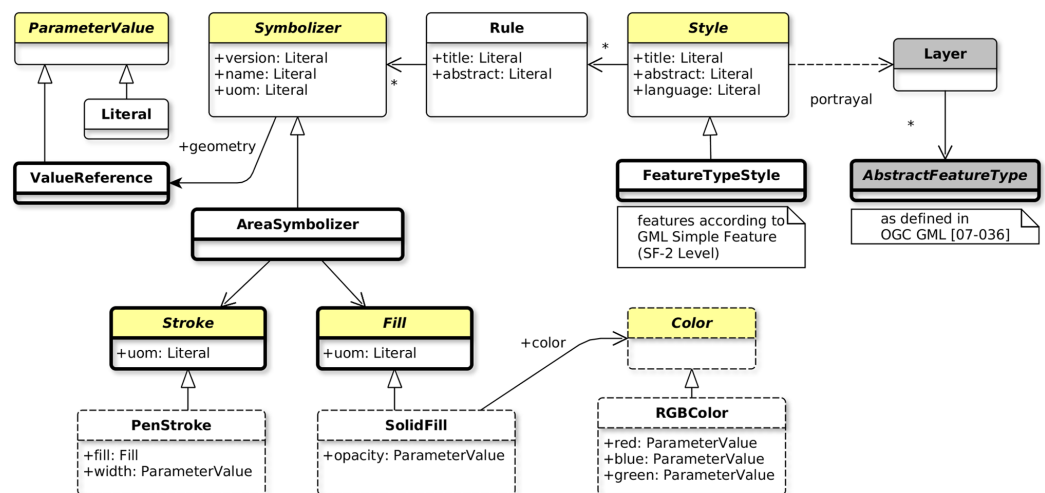 ParameterValue
Literal
ValueReference
Symbolizer
+version: Literal
+name: Literal
+uom: Literal
+geometry
*
Rule
+title: Literal
+abstract: Literal
*
Style
+title: Literal
+abstract: Literal
+language: Literal
portrayal
Layer
*
AbstractFeatureType
as defined in
OGC GML [07-036]
FeatureTypeStyle
features according to
GML Simple Feature
(SF-2 Level)
AreaSymbolizer
Stroke
+uom: Literal
Fill
+uom: Literal
+color
Color
PenStroke
+fill: Fill
+width: ParameterValue
SolidFill
+opacity: ParameterValue
RGBColor
+red: ParameterValue
+blue: ParameterValue
+green: ParameterValue